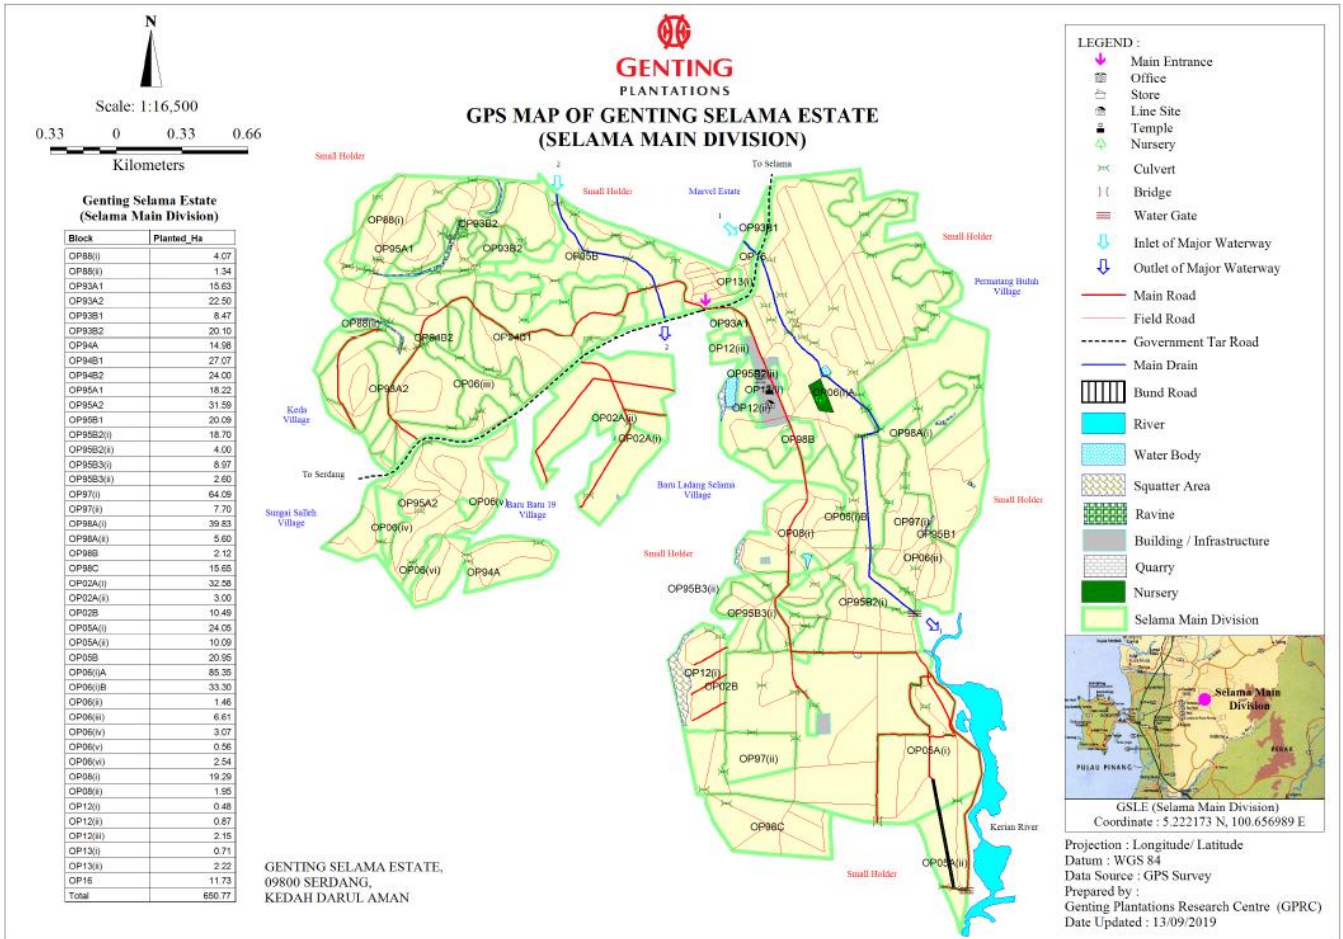 N
Scale: 1:16,500
0.33 0 0.33 0.66
Kilometers
GENTING
PLANTATIONS
GPS MAP OF GENTING SELAMA ESTATE
(SELAMA MAIN DIVISION)
Genting Selama Estate
(Selama Main Division)
Block Planted_Ha
OP88(i) 4.07
OP88(ii) 1.34
OP93A1 15.63
OP93A2 22.50
OP93B1 8.47
OP93B2 20.10
OP94A 14.98
OP94B1 27.07
OP94B2 24.00
OP95A1 18.22
OP95A2 31.59
OP95B1 20.09
OP95B2(i) 18.70
OP95B2(ii) 4.00
OP95B3(i) 8.97
OP95B3(ii) 2.60
OP97(i) 64.09
OP97(ii) 7.70
OP98A(i) 39.83
OP98A(ii) 5.60
OP98B 2.12
OP98C 15.65
OP02A(i) 32.58
OP02A(ii) 3.00
OP02B 10.49
OP05A(i) 24.05
OP05A(ii) 10.09
OP05B 20.95
OP06(i)A 85.35
OP06(i)B 33.30
OP06(ii) 1.46
OP06(iii) 6.61
OP06(iv) 3.07
OP06(v) 0.56
OP06(vi) 2.54
OP08(i) 19.29
OP08(ii) 1.95
OP12(i) 0.48
OP12(ii) 0.87
OP12(iii) 2.15
OP13(i) 0.71
OP13(ii) 2.22
OP16 11.73
Total 650.77
Small Holder
2
Small Holder
Marvel Estate
To Selama
1
Small Holder
Permatang Buluh
Village
OP88(i)
OP93B2
OP95A1
OP93B2
OP05B
OP93B1
OP16
OP13(i)
OP88(ii)
OP94B2
OP94B1
OP93A1
2
OP12(iii)
OP93A2
OP06(iii)
OP95B2(ii)
OP12(ii)
OP06(i)A
Keda
Village
OP02A(ii)
OP02A(i)
OP98B
OP98A(i)
To Serdang
Baru Ladang Selama
Village
Small Holder
OP95A2
OP06(v)
Baru Batu 19
Village
Sungai Salleh
Village
OP06(iv)
OP06(i)B
OP97(i)
OP08(i)
OP95B1
Small Holder
OP06(ii)
OP06(vi)
OP94A
OP95B3(ii)
OP95B3(i)
OP95B2(i)
OP12(i)
OP02B
OP97(ii)
OP05A(i)
OP98C
Kerian River
OP05A(ii)
Small Holder
GENTING SELAMA ESTATE,
09800 SERDANG,
KEDAH DARUL AMAN
LEGEND :
Main Entrance
Office
Store
Line Site
Temple
Nursery
Culvert
Bridge
Water Gate
Inlet of Major Waterway
Outlet of Major Waterway
Main Road
Field Road
Government Tar Road
Main Drain
Bund Road
River
Water Body
Squatter Area
Ravine
Building / Infrastructure
Quarry
Nursery
Selama Main Division
Selama Main
Division
PULAU PINANG
PERAK
GSLE (Selama Main Division)
Coordinate : 5.222173 N, 100.656989 E
Projection : Longitude/ Latitude
Datum : WGS 84
Data Source : GPS Survey
Prepared by :
Genting Plantations Research Centre (GPRC)
Date Updated : 13/09/2019